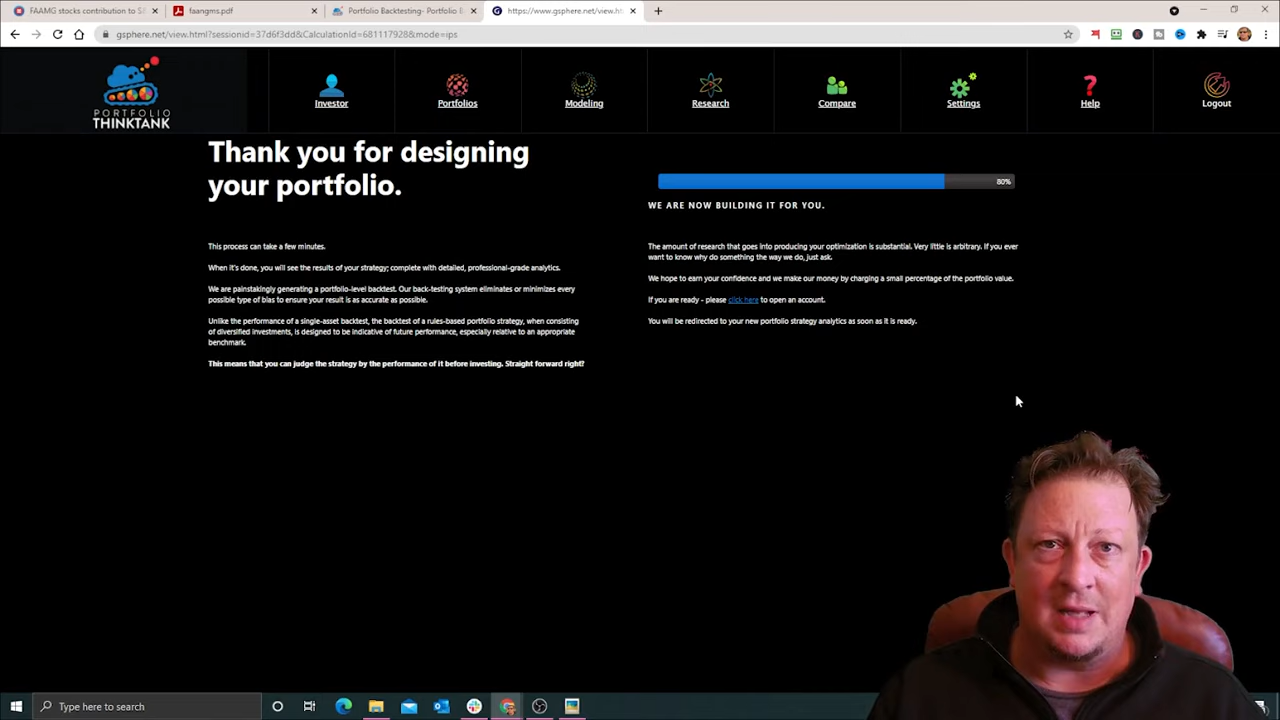 FAAMG stocks contribution to S&
faangms.pdf
Portfolio Backtesting- Portfolio B
https://www.gsphere.net/view.ht
gsphere.net/view.html?sessionid=37d6f3dd&CalculationId=681117928&mode=ips
PORTFOLIO
THINKTANK
Investor
Portfolios
Modeling
Research
Compare
Settings
Help
Logout
Thank you for designing
your portfolio.
This process can take a few minutes.
When it's done, you will see the results of your strategy; complete with detailed, professional-grade analytics.
We are painstakingly generating a portfolio-level backtest. Our back-testing system eliminates or minimizes every
possible type of bias to ensure your result is as accurate as possible.
Unlike the performance of a single-asset backtest, the backtest of a rules-based portfolio strategy, when consisting
of diversified investments, is designed to be indicative of future performance, especially relative to an appropriate
benchmark.
This means that you can judge the strategy by the performance of it before investing. Straight forward right?
80%
WE ARE NOW BUILDING IT FOR YOU.
The amount of research that goes into producing your optimization is substantial. Very little is arbitrary. If you ever
want to know why do something the way we do, just ask.
We hope to earn your confidence and we make our money by charging a small percentage of the portfolio value.
If you are ready - please click here to open an account.
You will be redirected to your new portfolio strategy analytics as soon as it is ready.
Type here to search